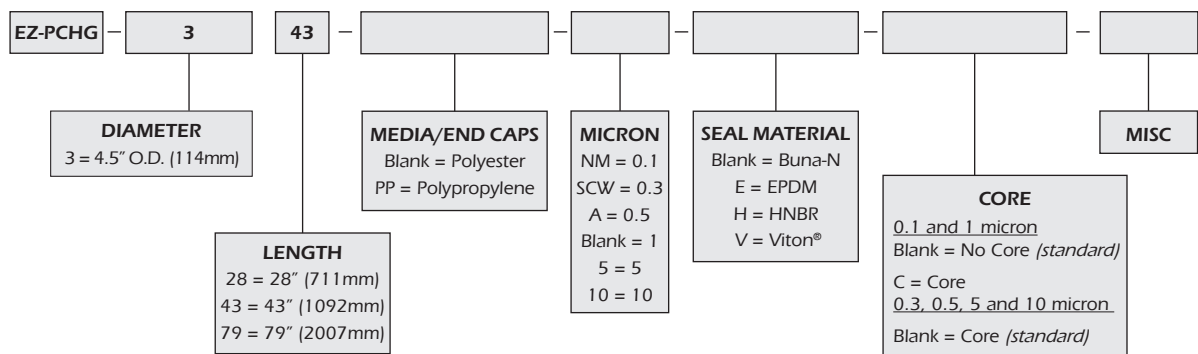 EZ-PCHG – 3 43 – – – – –
DIAMETER
3 = 4.5" O.D. (114mm)
LENGTH
28 = 28" (711mm)
43 = 43" (1092mm)
79 = 79" (2007mm)
MEDIA/END CAPS
Blank = Polyester
PP = Polypropylene
MICRON
NM = 0.1
SCW = 0.3
A = 0.5
Blank = 1
5 = 5
10 = 10
SEAL MATERIAL
Blank = Buna-N
E = EPDM
H = HNBR
V = Viton®
CORE
0.1 and 1 micron
Blank = No Core (standard)
C = Core
0.3, 0.5, 5 and 10 micron
Blank = Core (standard)
MISC